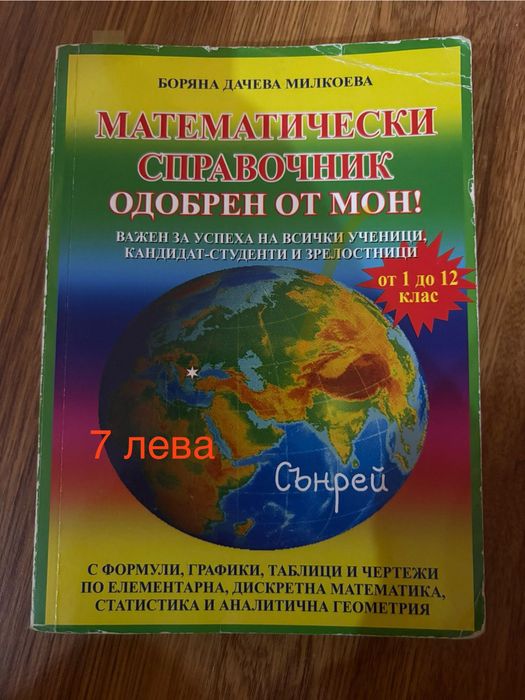 БОРЯНА ДАЧЕВА МИЛКОЕВА
МАТЕМАТИЧЕСКИ
СПРАВОЧНИК
ОДОБРЕН ОТ МОН!
ВАЖЕН ЗА УСПЕХА НА ВСИЧКИ УЧЕНИЦИ,
КАНДИДАТ-СТУДЕНТИ И ЗРЕЛОСТНИЦИ
от 1 до 12
клас
7 лева
Сънрей
С ФОРМУЛИ, ГРАФИКИ, ТАБЛИЦИ И ЧЕРТЕЖИ
ПО ЕЛЕМЕНТАРНА, ДИСКРЕТНА МАТЕМАТИКА,
СТАТИСТИКА И АНАЛИТИЧНА ГЕОМЕТРИЯ